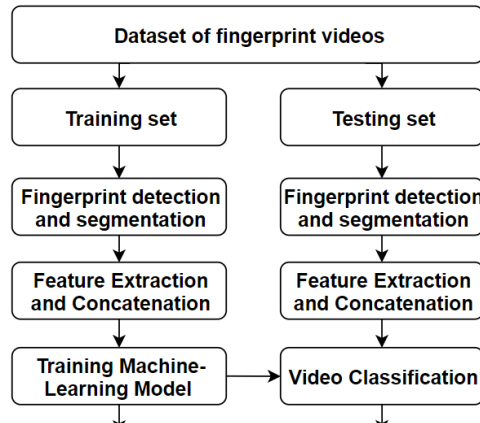 Dataset of fingerprint videos
Training set
Testing set
Fingerprint detection
and segmentation
Fingerprint detection
and segmentation
Feature Extraction
and Concatenation
Feature Extraction
and Concatenation
Training Machine-
Learning Model
Video Classification